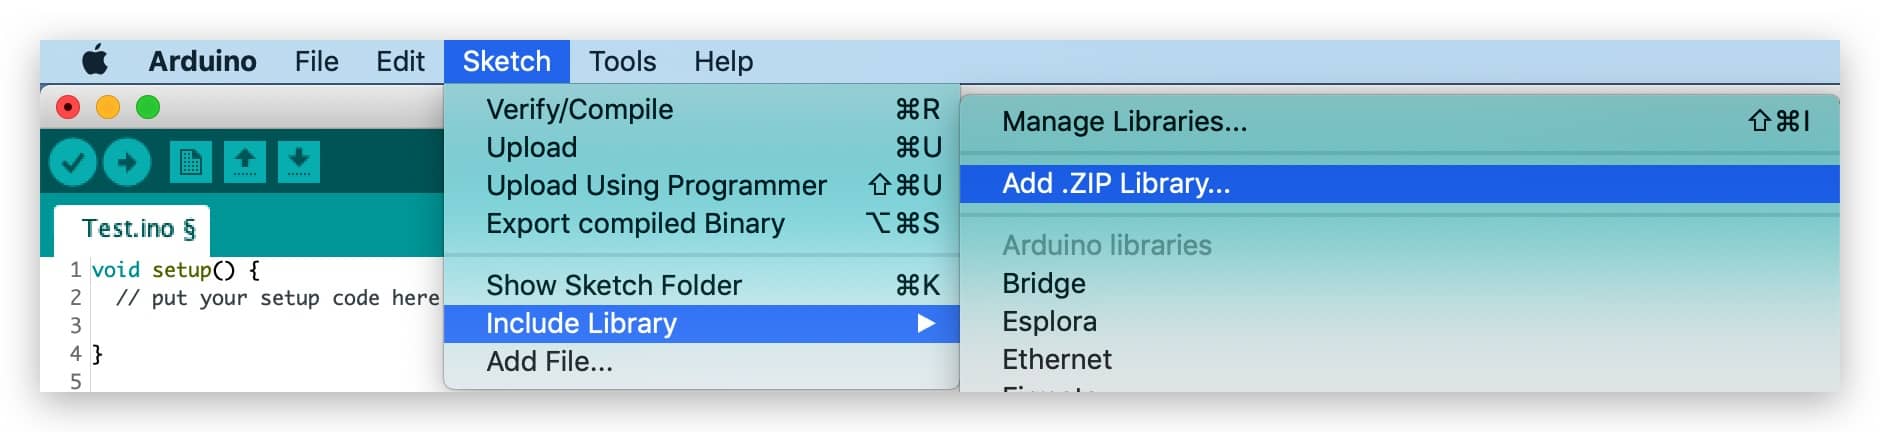 Arduino File Edit Sketch Tools Help
Verify/Compile ⌘R
Upload ⌘U
Upload Using Programmer ⇧⌘U
Export compiled Binary ⌥⌘S
Show Sketch Folder ⌘K
Include Library ▶
Add File...
Manage Libraries... ⇧⌘I
Add .ZIP Library...
Arduino libraries
Bridge
Esplora
Ethernet
Test.ino §
1 void setup() {
2 // put your setup code here
3
4 }
5